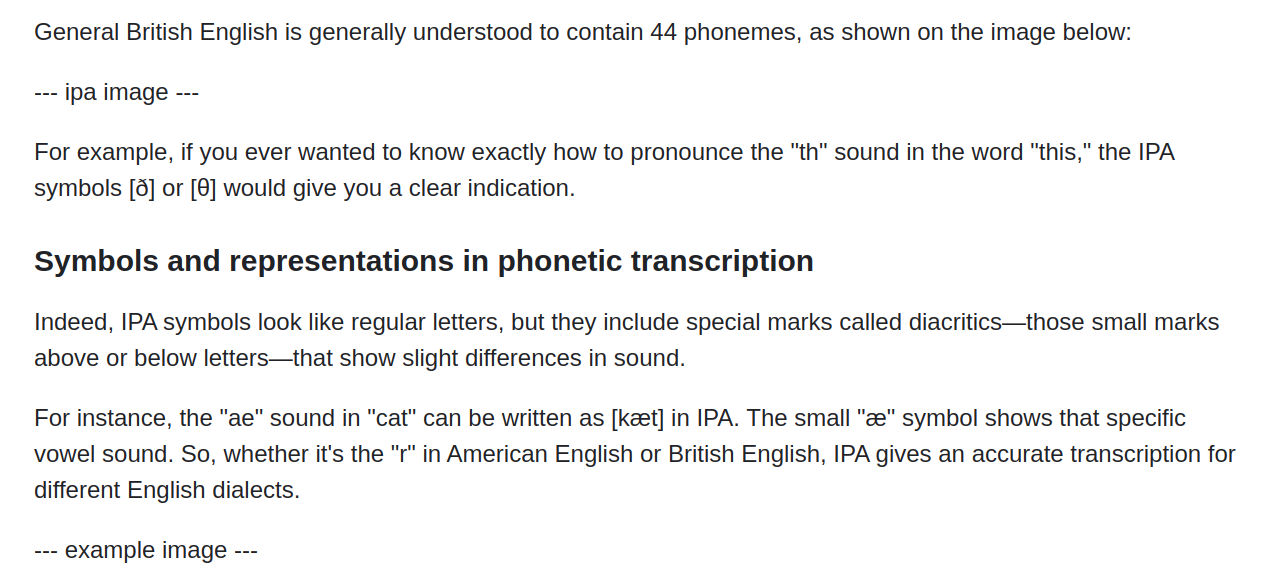 General British English is generally understood to contain 44 phonemes, as shown on the image below:
--- ipa image ---
For example, if you ever wanted to know exactly how to pronounce the "th" sound in the word "this," the IPA
symbols [ð] or [θ] would give you a clear indication.
Symbols and representations in phonetic transcription
Indeed, IPA symbols look like regular letters, but they include special marks called diacritics—those small marks
above or below letters—that show slight differences in sound.
For instance, the "ae" sound in "cat" can be written as [kæt] in IPA. The small "æ" symbol shows that specific
vowel sound. So, whether it's the "r" in American English or British English, IPA gives an accurate transcription for
different English dialects.
--- example image ---